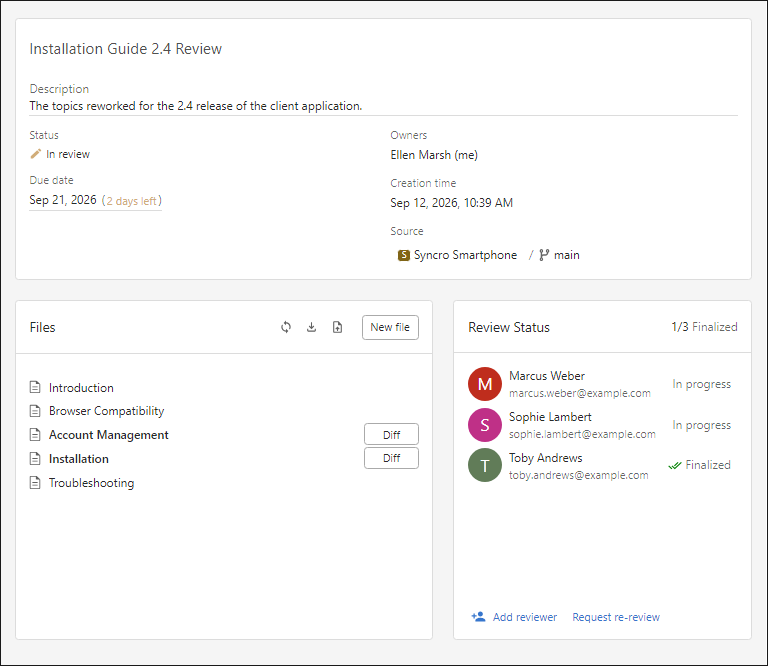 Installation Guide 2.4 Review
Description
The topics reworked for the 2.4 release of the client application.
Status
In review
Due date
Sep 21, 2026 (2 days left)
Owners
Ellen Marsh (me)
Creation time
Sep 12, 2026, 10:39 AM
Source
S Syncro Smartphone / main
Files
New file
Introduction
Browser Compatibility
Account Management Diff
Installation Diff
Troubleshooting
Review Status 1/3 Finalized
M Marcus Weber
marcus.weber@example.com
In progress
S Sophie Lambert
sophie.lambert@example.com
In progress
T Toby Andrews
toby.andrews@example.com
Finalized
Add reviewer Request re-review